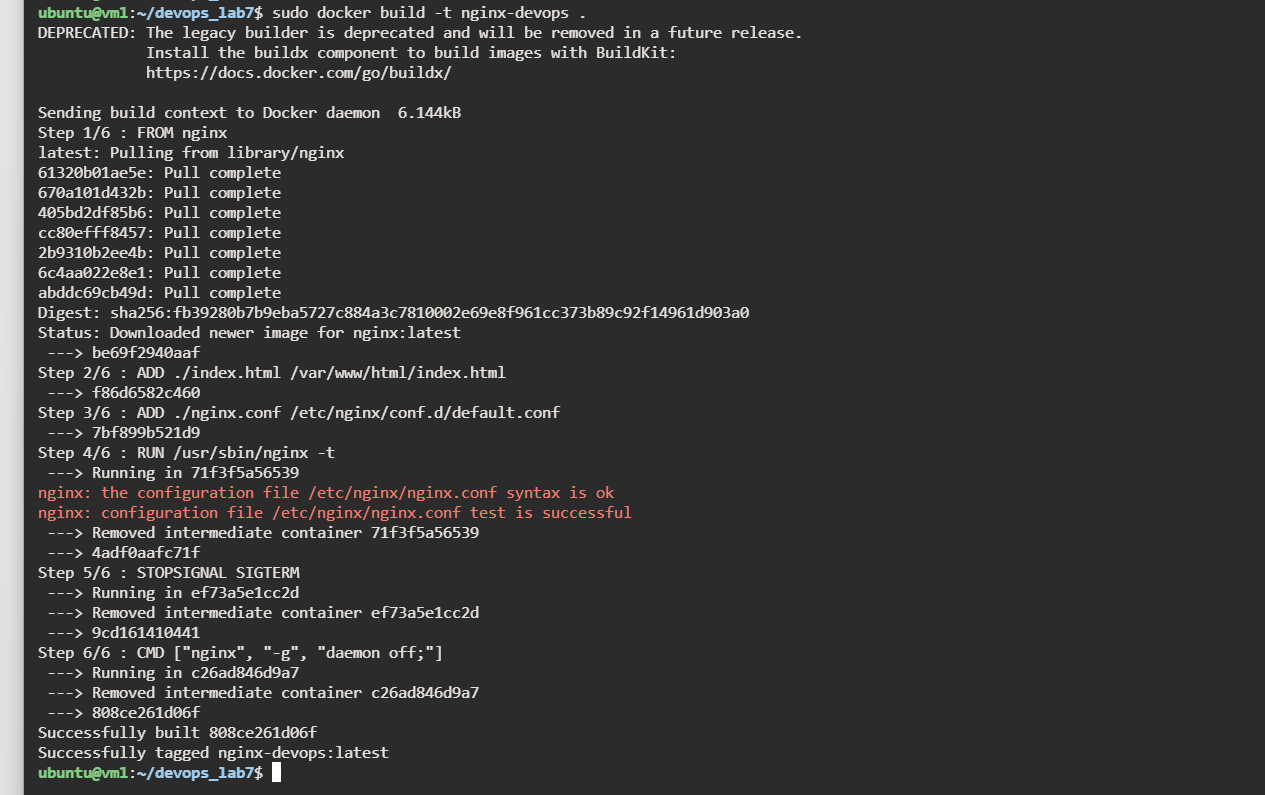 ubuntu@vm1:~/devops_lab7$ sudo docker build -t nginx-devops .
DEPRECATED: The legacy builder is deprecated and will be removed in a future release.
            Install the buildx component to build images with BuildKit:
            https://docs.docker.com/go/buildx/

Sending build context to Docker daemon  6.144kB
Step 1/6 : FROM nginx
latest: Pulling from library/nginx
61320b01ae5e: Pull complete
670a101d432b: Pull complete
405bd2df85b6: Pull complete
cc80efff8457: Pull complete
2b9310b2ee4b: Pull complete
6c4aa022e8e1: Pull complete
abddc69cb49d: Pull complete
Digest: sha256:fb39280b7b9eba5727c884a3c7810002e69e8f961cc373b89c92f14961d903a0
Status: Downloaded newer image for nginx:latest
 ---> be69f2940aaf
Step 2/6 : ADD ./index.html /var/www/html/index.html
 ---> f86d6582c460
Step 3/6 : ADD ./nginx.conf /etc/nginx/conf.d/default.conf
 ---> 7bf899b521d9
Step 4/6 : RUN /usr/sbin/nginx -t
 ---> Running in 71f3f5a56539
nginx: the configuration file /etc/nginx/nginx.conf syntax is ok
nginx: configuration file /etc/nginx/nginx.conf test is successful
 ---> Removed intermediate container 71f3f5a56539
 ---> 4adf0aafc71f
Step 5/6 : STOPSIGNAL SIGTERM
 ---> Running in ef73a5e1cc2d
 ---> Removed intermediate container ef73a5e1cc2d
 ---> 9cd161410441
Step 6/6 : CMD ["nginx", "-g", "daemon off;"]
 ---> Running in c26ad846d9a7
 ---> Removed intermediate container c26ad846d9a7
 ---> 808ce261d06f
Successfully built 808ce261d06f
Successfully tagged nginx-devops:latest
ubuntu@vm1:~/devops_lab7$